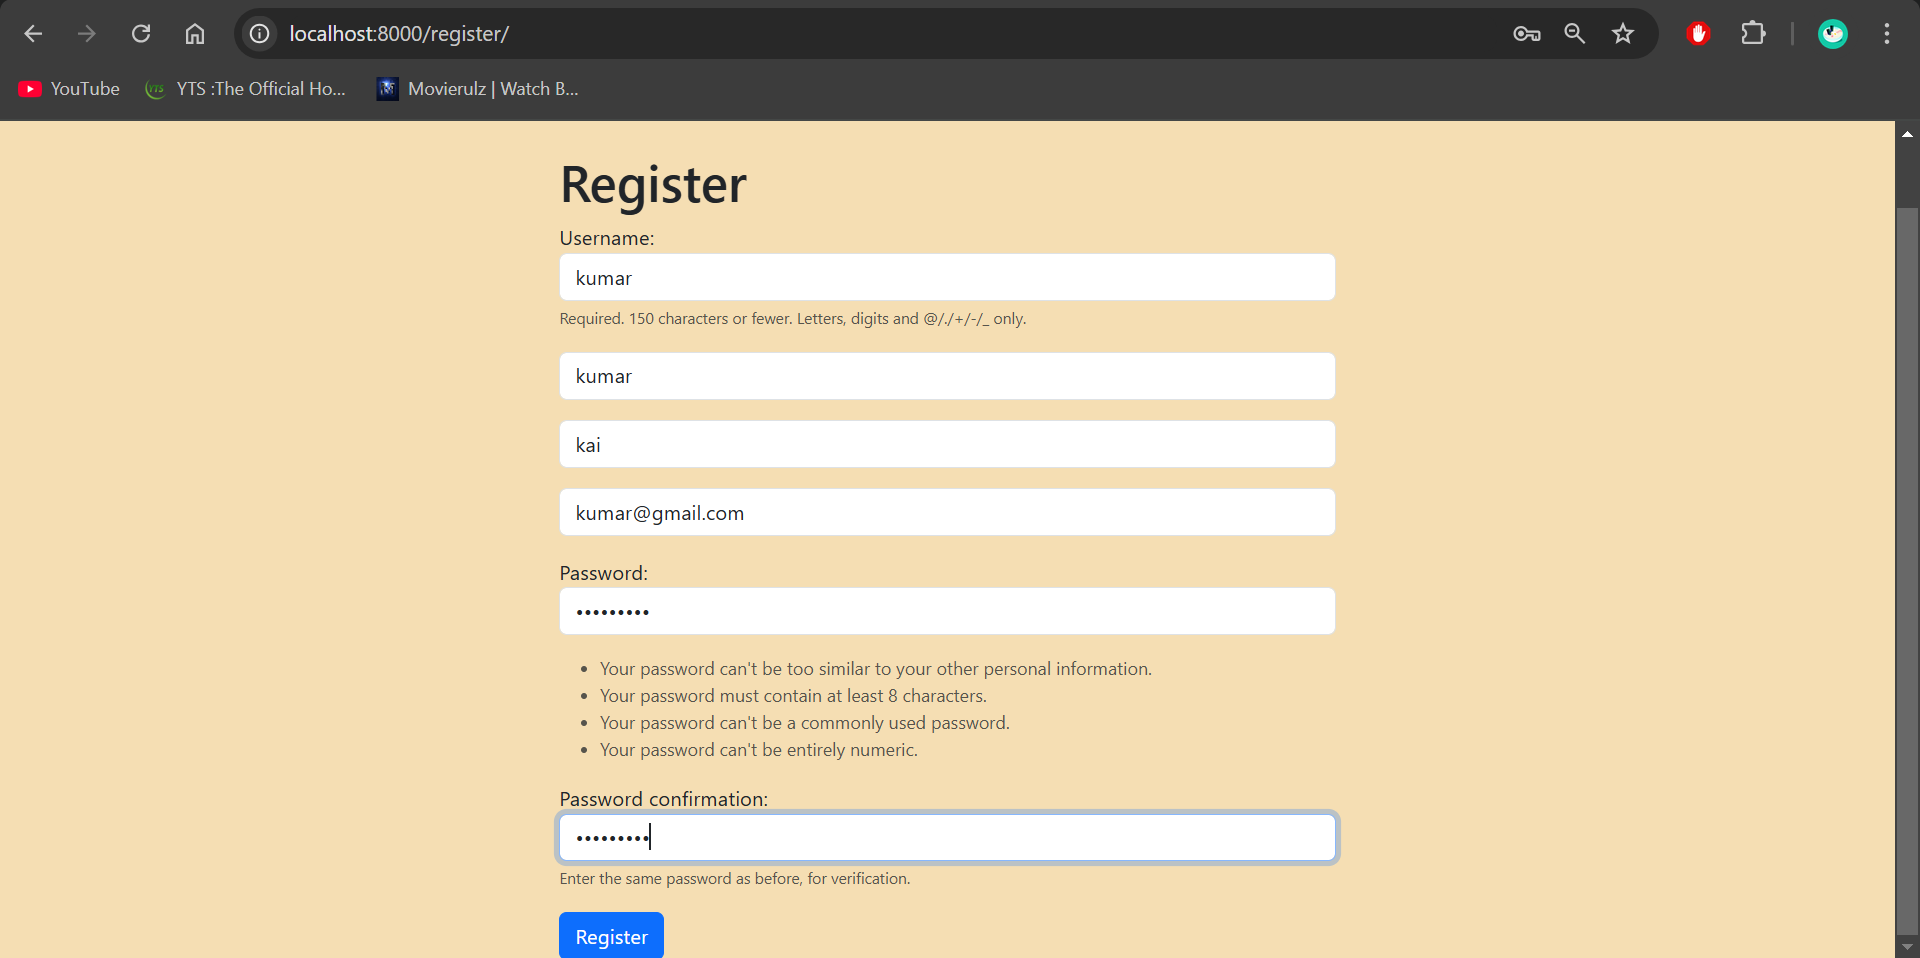 localhost:8000/register/
YouTube YTS :The Official Ho... Movierulz | Watch B...
Register
Username:
kumar
Required. 150 characters or fewer. Letters, digits and @/./+/-/_ only.
kumar
kai
kumar@gmail.com
Password:
•••••••••
Your password can't be too similar to your other personal information.
Your password must contain at least 8 characters.
Your password can't be a commonly used password.
Your password can't be entirely numeric.
Password confirmation:
•••••••••
Enter the same password as before, for verification.
Register